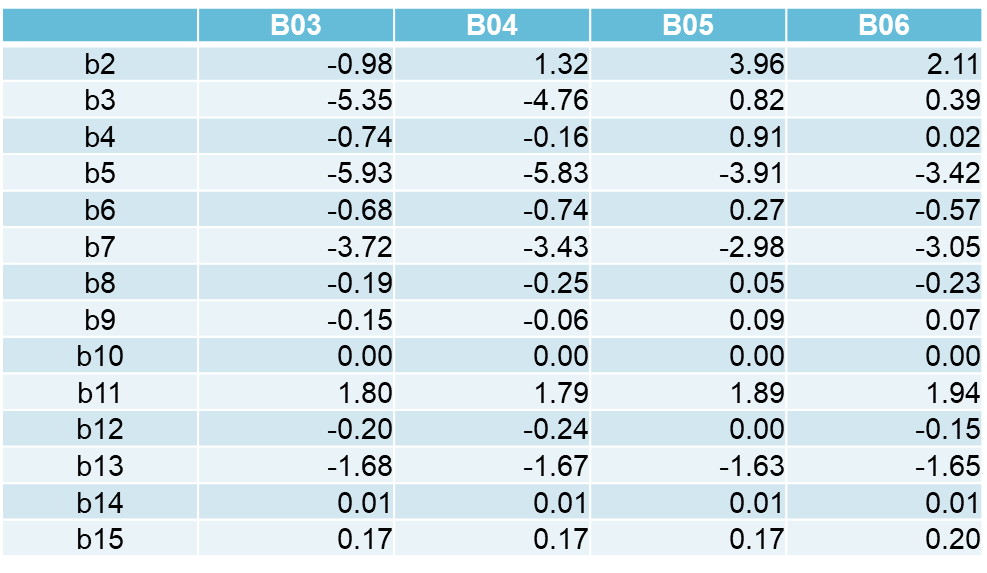 B03 B04 B05 B06
b2 -0.98 1.32 3.96 2.11
b3 -5.35 -4.76 0.82 0.39
b4 -0.74 -0.16 0.91 0.02
b5 -5.93 -5.83 -3.91 -3.42
b6 -0.68 -0.74 0.27 -0.57
b7 -3.72 -3.43 -2.98 -3.05
b8 -0.19 -0.25 0.05 -0.23
b9 -0.15 -0.06 0.09 0.07
b10 0.00 0.00 0.00 0.00
b11 1.80 1.79 1.89 1.94
b12 -0.20 -0.24 0.00 -0.15
b13 -1.68 -1.67 -1.63 -1.65
b14 0.01 0.01 0.01 0.01
b15 0.17 0.17 0.17 0.20